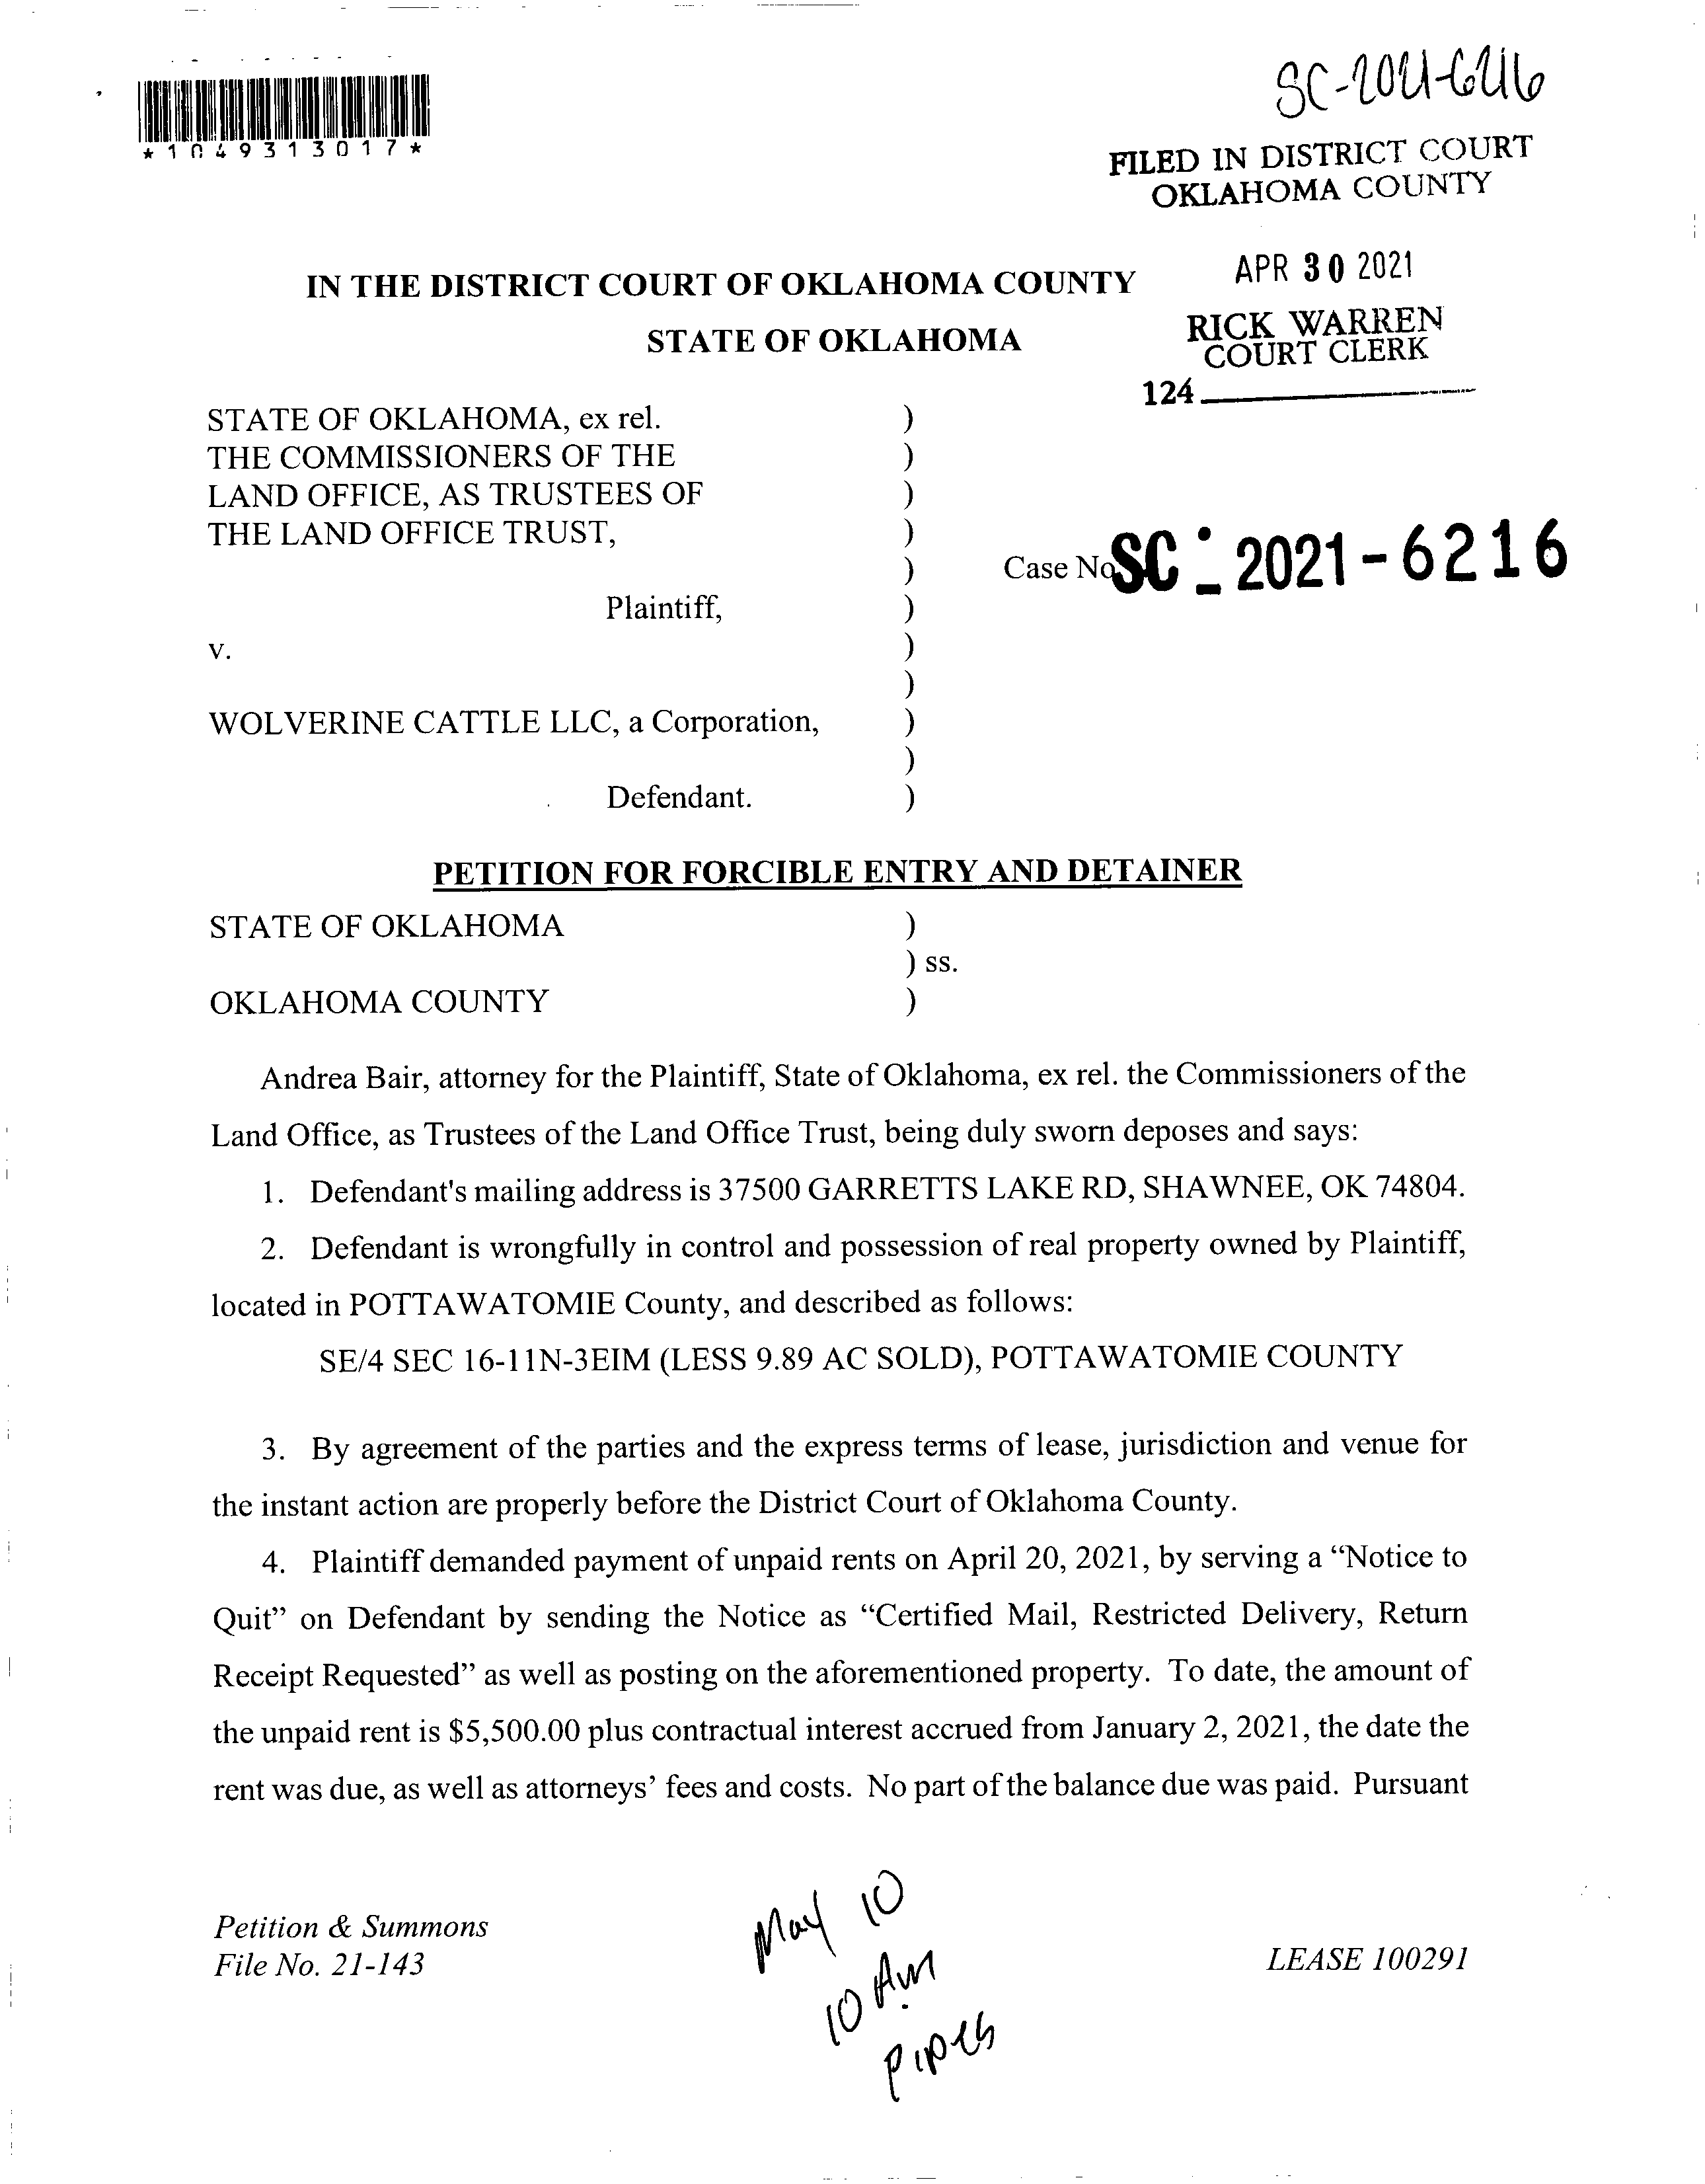 SC-2021-6216
*1049313017*
FILED IN DISTRICT COURT
OKLAHOMA COUNTY
APR 30 2021
RICK WARREN
COURT CLERK
124
IN THE DISTRICT COURT OF OKLAHOMA COUNTY
STATE OF OKLAHOMA
STATE OF OKLAHOMA, ex rel. )
THE COMMISSIONERS OF THE )
LAND OFFICE, AS TRUSTEES OF )
THE LAND OFFICE TRUST, )
) Case No SC - 2021-6216
Plaintiff, )
v. )
)
WOLVERINE CATTLE LLC, a Corporation, )
)
Defendant. )
PETITION FOR FORCIBLE ENTRY AND DETAINER
STATE OF OKLAHOMA )
) ss.
OKLAHOMA COUNTY )
Andrea Bair, attorney for the Plaintiff, State of Oklahoma, ex rel. the Commissioners of the
Land Office, as Trustees of the Land Office Trust, being duly sworn deposes and says:
1. Defendant's mailing address is 37500 GARRETTS LAKE RD, SHAWNEE, OK 74804.
2. Defendant is wrongfully in control and possession of real property owned by Plaintiff,
located in POTTAWATOMIE County, and described as follows:
SE/4 SEC 16-11N-3EIM (LESS 9.89 AC SOLD), POTTAWATOMIE COUNTY
3. By agreement of the parties and the express terms of lease, jurisdiction and venue for
the instant action are properly before the District Court of Oklahoma County.
4. Plaintiff demanded payment of unpaid rents on April 20, 2021, by serving a “Notice to
Quit” on Defendant by sending the Notice as “Certified Mail, Restricted Delivery, Return
Receipt Requested” as well as posting on the aforementioned property. To date, the amount of
the unpaid rent is $5,500.00 plus contractual interest accrued from January 2, 2021, the date the
rent was due, as well as attorneys’ fees and costs. No part of the balance due was paid. Pursuant
Petition & Summons
File No. 21-143
May 10
10 Am
Pipes
LEASE 100291